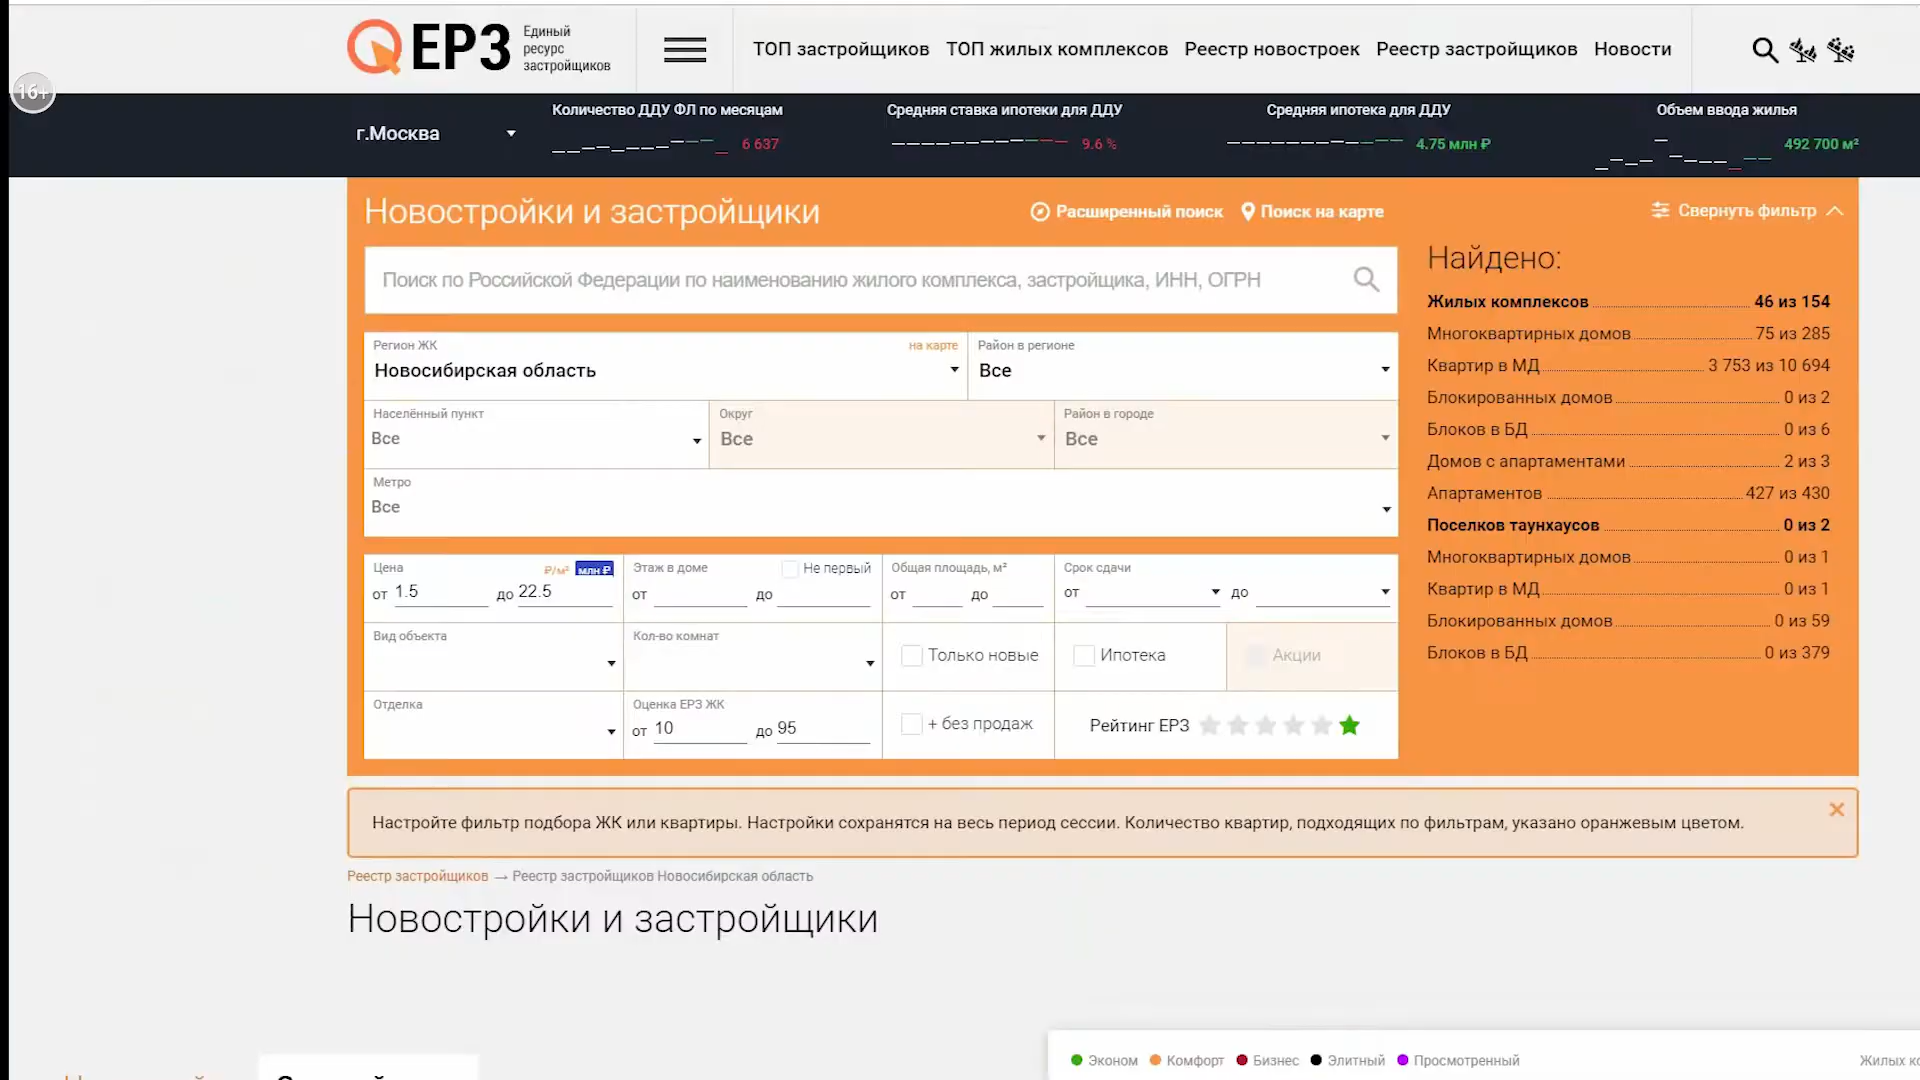 ЕРЗ
Единый
ресурс
застройщиков
ТОП застройщиков ТОП жилых комплексов Реестр новостроек Реестр застройщиков Новости
16+
г.Москва
Количество ДДУ ФЛ по месяцам
6 637
Средняя ставка ипотеки для ДДУ
9.6 %
Средняя ипотека для ДДУ
4.75 млн ₽
Объем ввода жилья
492 700 м²
Новостройки и застройщики
Расширенный поиск Поиск на карте
Свернуть фильтр
Поиск по Российской Федерации по наименованию жилого комплекса, застройщика, ИНН, ОГРН
Регион ЖК на карте
Новосибирская область
Район в регионе
Все
Населённый пункт
Все
Округ
Все
Район в городе
Все
Метро
Все
Цена ₽/м² млн ₽
от 1.5 до 22.5
Этаж в доме Не первый
от до
Общая площадь, м²
от до
Срок сдачи
от до
Вид объекта
Кол-во комнат
Только новые
Ипотека
Акции
Отделка
Оценка ЕРЗ ЖК
от 10 до 95
+ без продаж
Рейтинг ЕРЗ
Найдено:
Жилых комплексов 46 из 154
Многоквартирных домов 75 из 285
Квартир в МД 3 753 из 10 694
Блокированных домов 0 из 2
Блоков в БД 0 из 6
Домов с апартаментами 2 из 3
Апартаментов 427 из 430
Поселков таунхаусов 0 из 2
Многоквартирных домов 0 из 1
Квартир в МД 0 из 1
Блокированных домов 0 из 59
Блоков в БД 0 из 379
Настройте фильтр подбора ЖК или квартиры. Настройки сохранятся на весь период сессии. Количество квартир, подходящих по фильтрам, указано оранжевым цветом.
Реестр застройщиков → Реестр застройщиков Новосибирская область
Новостройки и застройщики
Эконом Комфорт Бизнес Элитный Просмотренный
Жилых